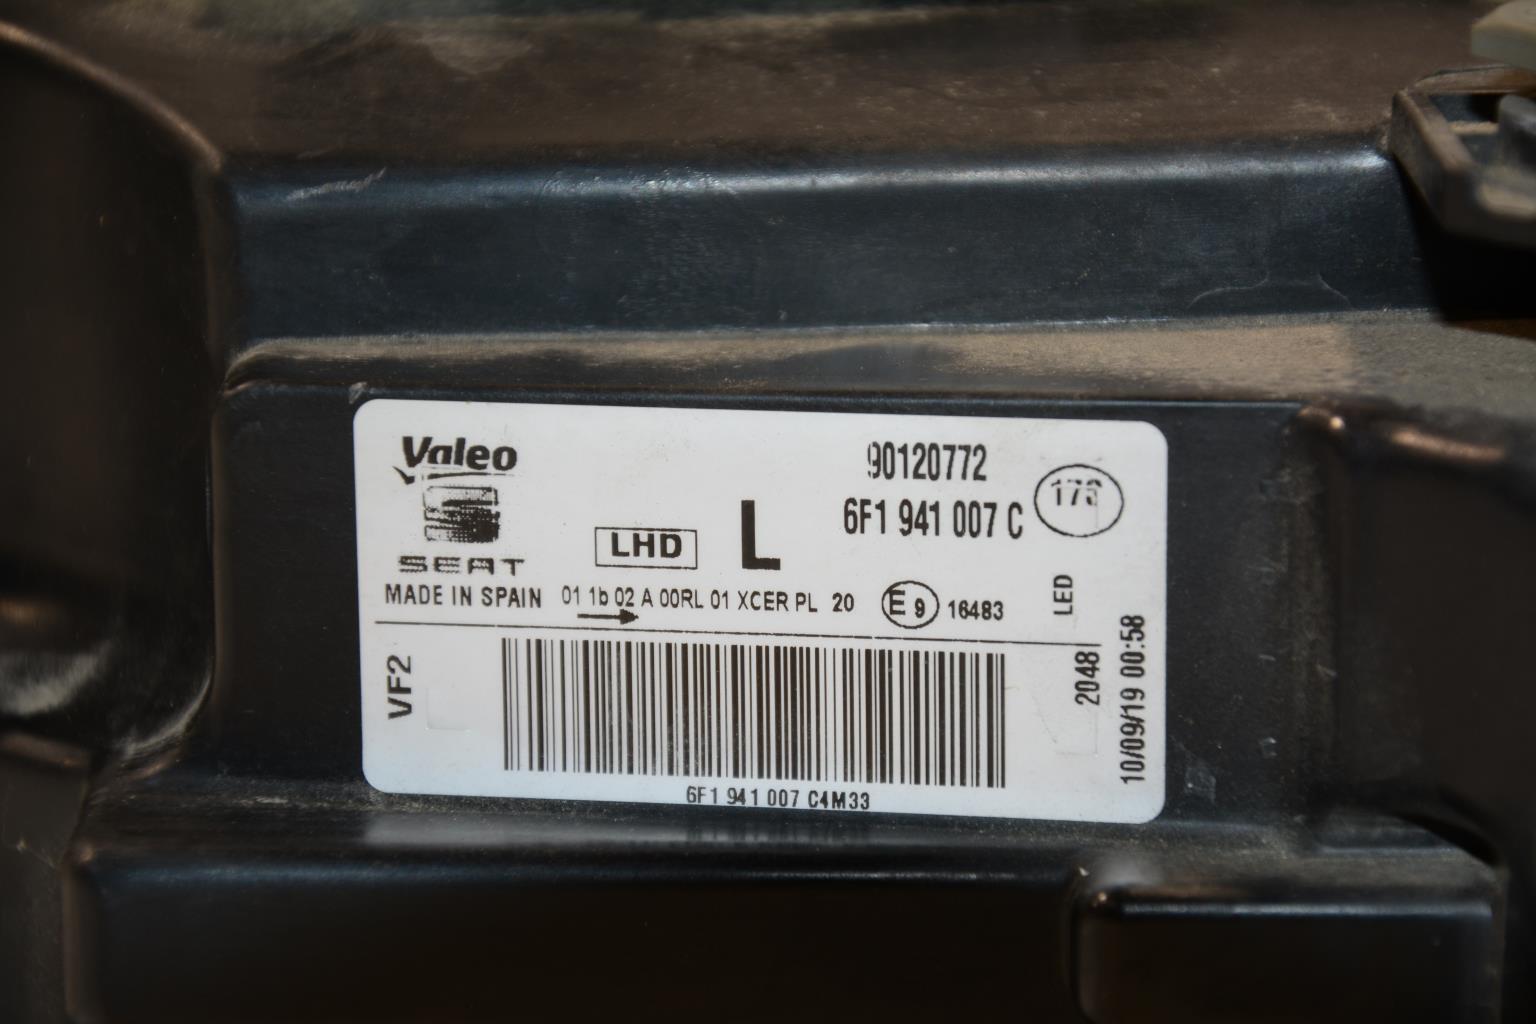 Valeo
90120772
6F1 941 007 C
LHD
L
SEAT
MADE IN SPAIN 01 1b 02 A 00RL 01 XCER PL 20 E9 16483
LED
VF2
2048
10/09/19 00:58
6F1 941 007 C4M33